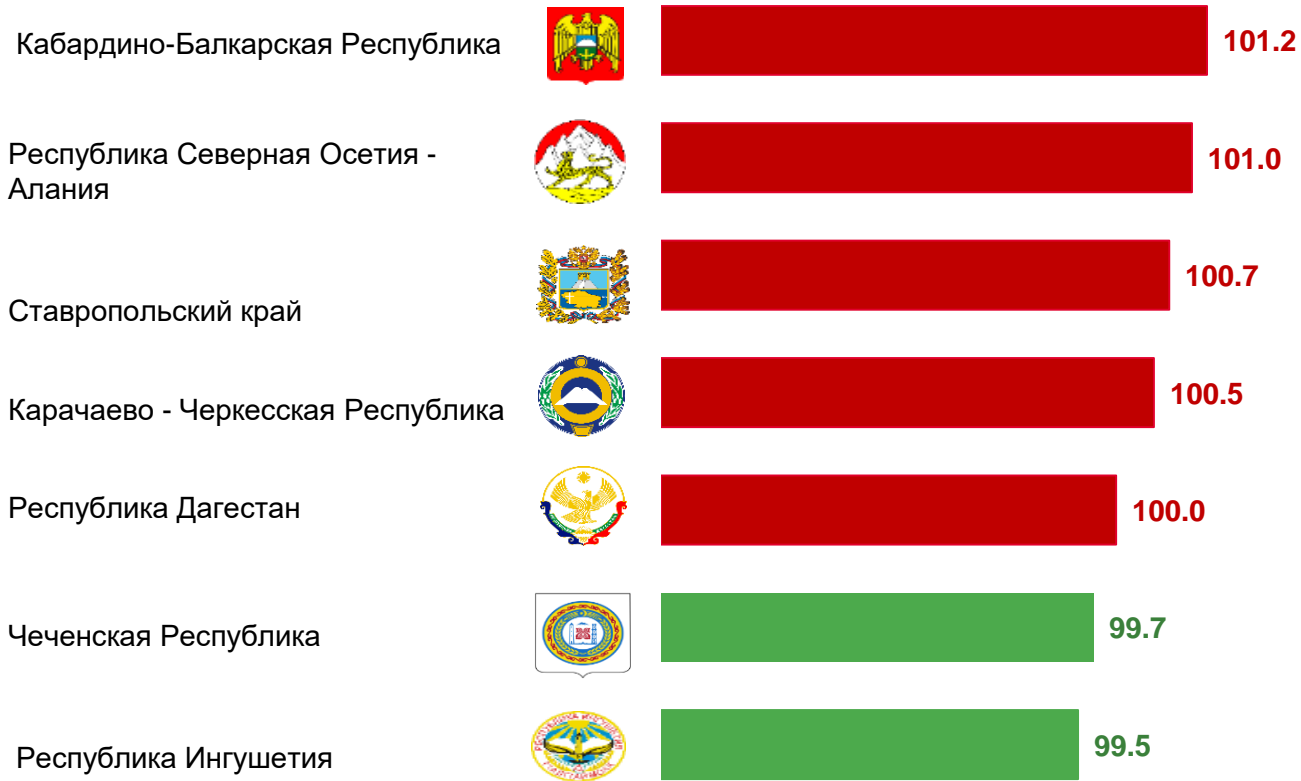 Кабардино-Балкарская Республика
101.2
Республика Северная Осетия -
Алания
101.0
Ставропольский край
100.7
Карачаево - Черкесская Республика
100.5
Республика Дагестан
100.0
Чеченская Республика
99.7
Республика Ингушетия
99.5